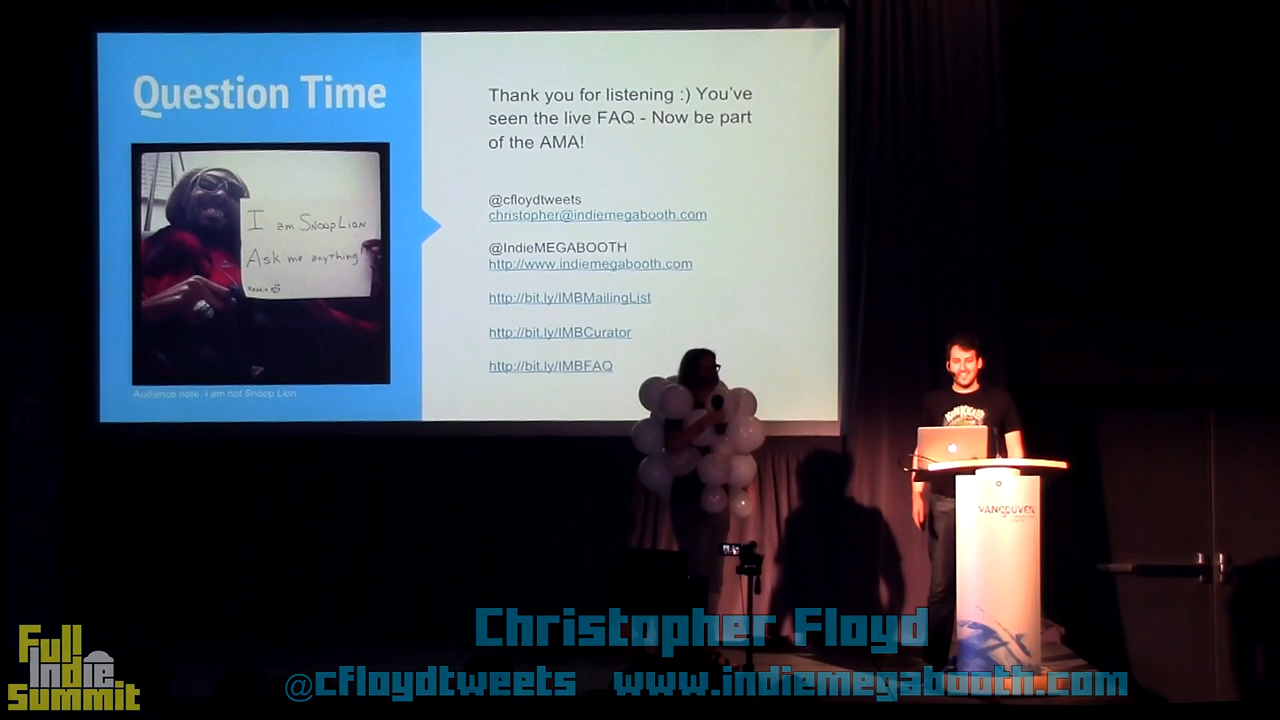 Question Time
I am Snoop Lion
Ask me anything!
Reddit
Audience note: I am not Snoop Lion
Thank you for listening :) You've
seen the live FAQ - Now be part
of the AMA!
@cfloydtweets
christopher@indiemegabooth.com
@IndieMEGABOOTH
http://www.indiemegabooth.com
http://bit.ly/IMBMailingList
http://bit.ly/IMBCurator
http://bit.ly/IMBFAQ
VANCOUVER
Christopher Floyd
@cfloydtweets www.indiemegabooth.com
Full
Indie
Summit